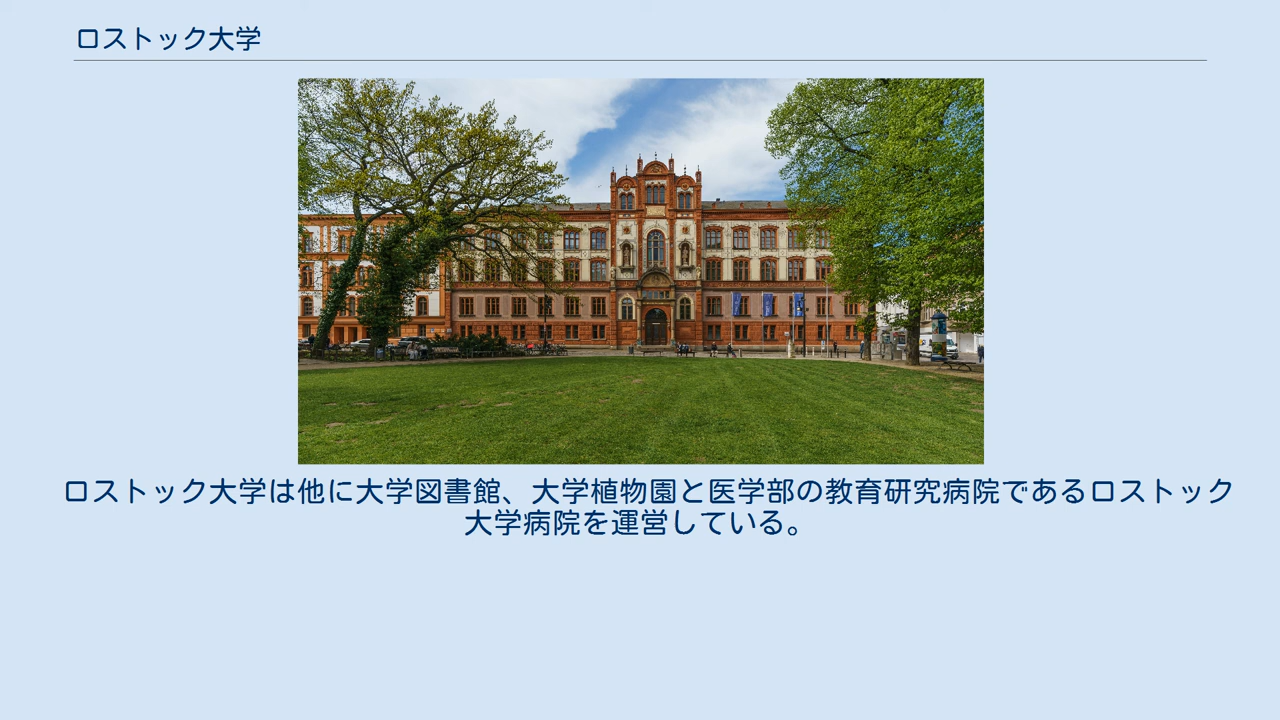 ロストック大学
ロストック大学は他に大学図書館、大学植物園と医学部の教育研究病院であるロストック
大学病院を運営している。